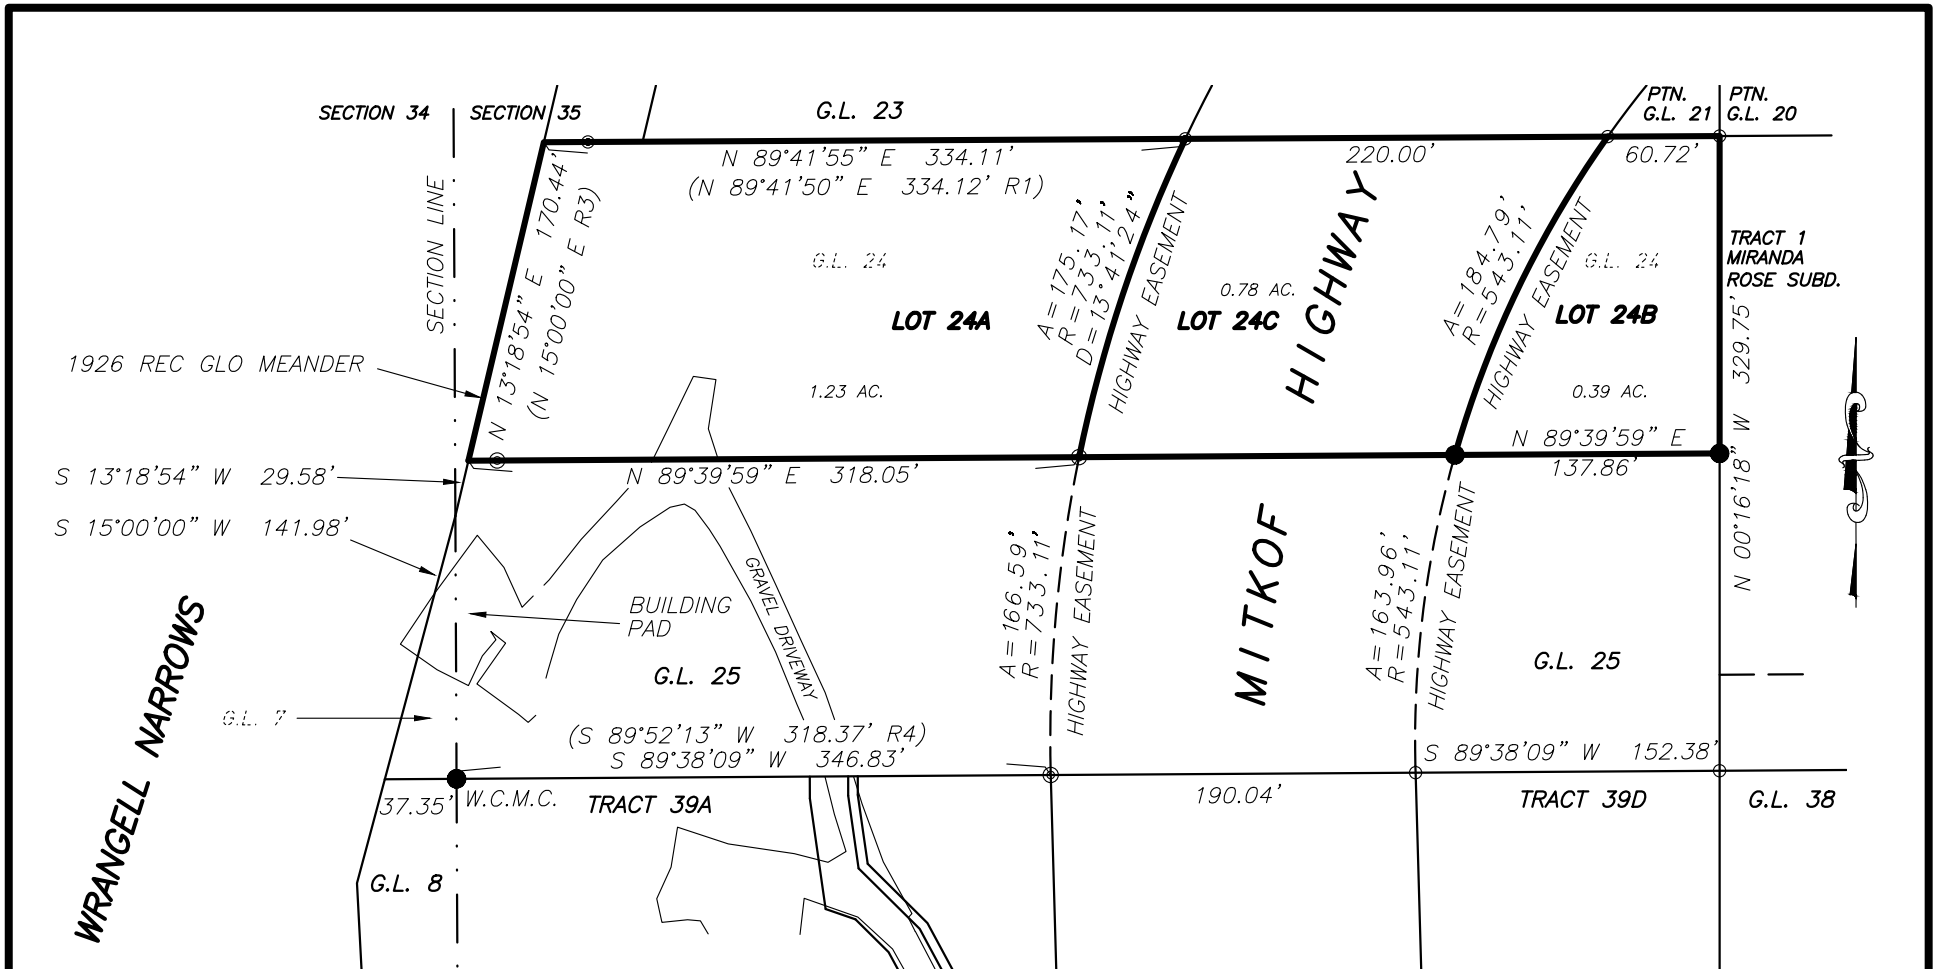 SECTION 34
SECTION 35
G.L. 23
PTN.
G.L. 21
PTN.
G.L. 20
N 89°41'55" E 334.11'
(N 89°41'50" E 334.12' R1)
220.00'
60.72'
SECTION LINE
N 13°18'54" E 170.44'
(N 15°00'00" E R3)
G.L. 24
LOT 24A
1.23 AC.
A=175.17'
R=733.11'
D=13°41'24"
HIGHWAY EASEMENT
0.78 AC.
LOT 24C
HIGHWAY
A=184.79'
R=543.11'
HIGHWAY EASEMENT
G.L. 24
LOT 24B
0.39 AC.
TRACT 1
MIRANDA
ROSE SUBD.
N 00°16'18" W 329.75'
1926 REC GLO MEANDER
N 89°39'59" E
137.86'
S 13°18'54" W 29.58'
N 89°39'59" E 318.05'
S 15°00'00" W 141.98'
A=166.59'
R=733.11'
HIGHWAY EASEMENT
MITKOF
A=163.96'
R=543.11'
HIGHWAY EASEMENT
GRAVEL DRIVEWAY
BUILDING
PAD
G.L. 25
G.L. 25
WRANGELL NARROWS
G.L. 7
(S 89°52'13" W 318.37' R4)
S 89°38'09" W 346.83'
S 89°38'09" W 152.38'
37.35'
W.C.M.C.
TRACT 39A
190.04'
TRACT 39D
G.L. 38
G.L. 8